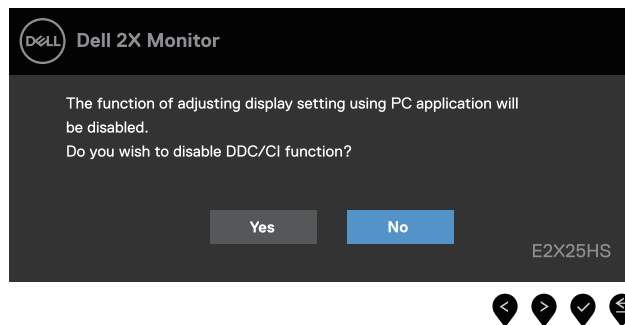 DELL Dell 2X Monitor
The function of adjusting display setting using PC application will
be disabled.
Do you wish to disable DDC/CI function?
Yes No
E2X25HS